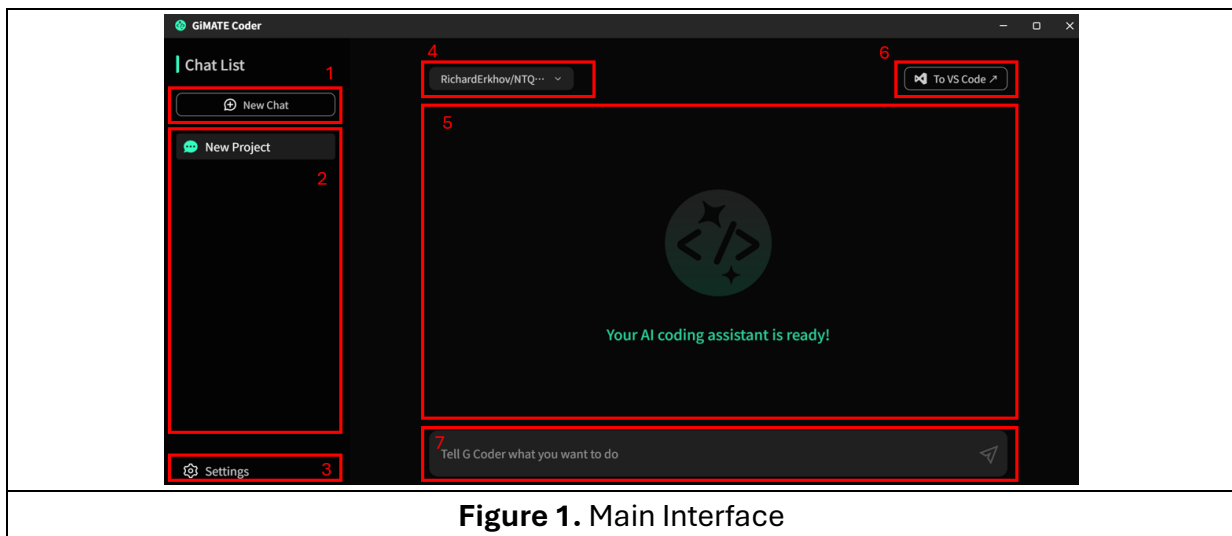 GiMATE Coder
Chat List
1
New Chat
New Project
2
Settings
3
4
RichardErkhov/NTQ···
6
To VS Code ↗
5
</>
Your AI coding assistant is ready!
7
Tell G Coder what you want to do
Figure 1. Main Interface